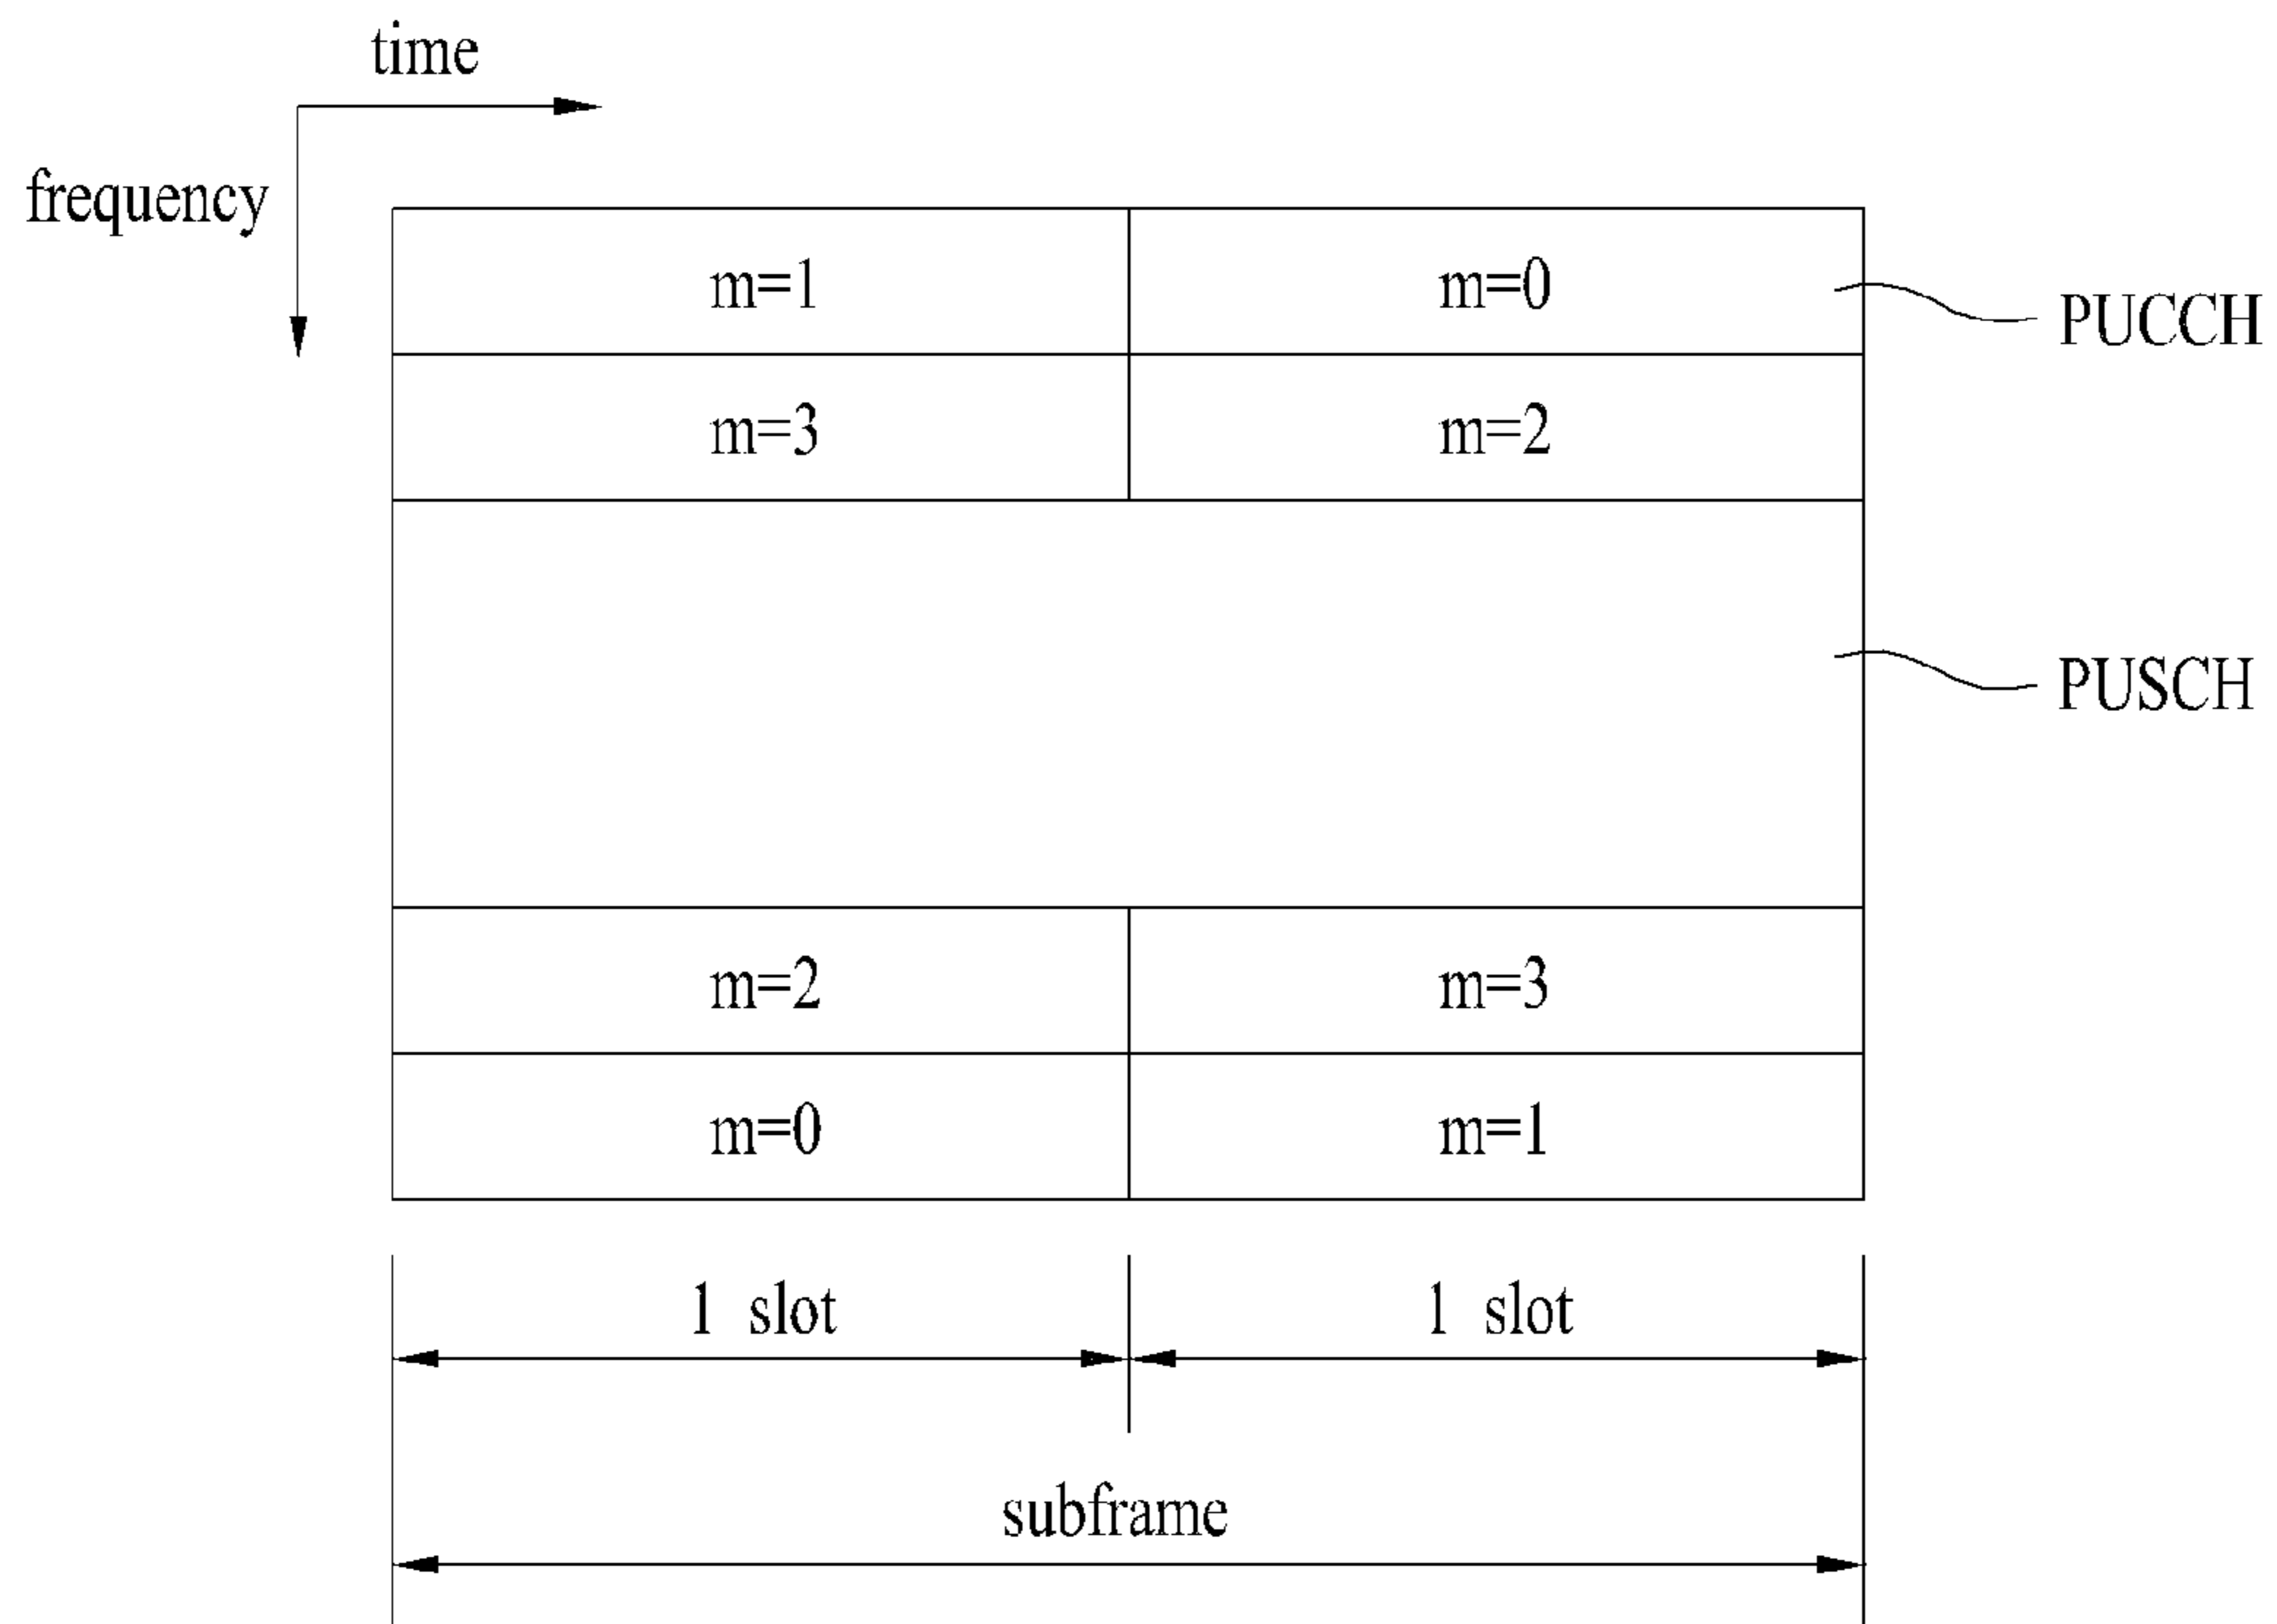 time
frequency
m=1
m=0
PUCCH
m=3
m=2
PUSCH
m=2
m=3
m=0
m=1
1 slot
1 slot
subframe